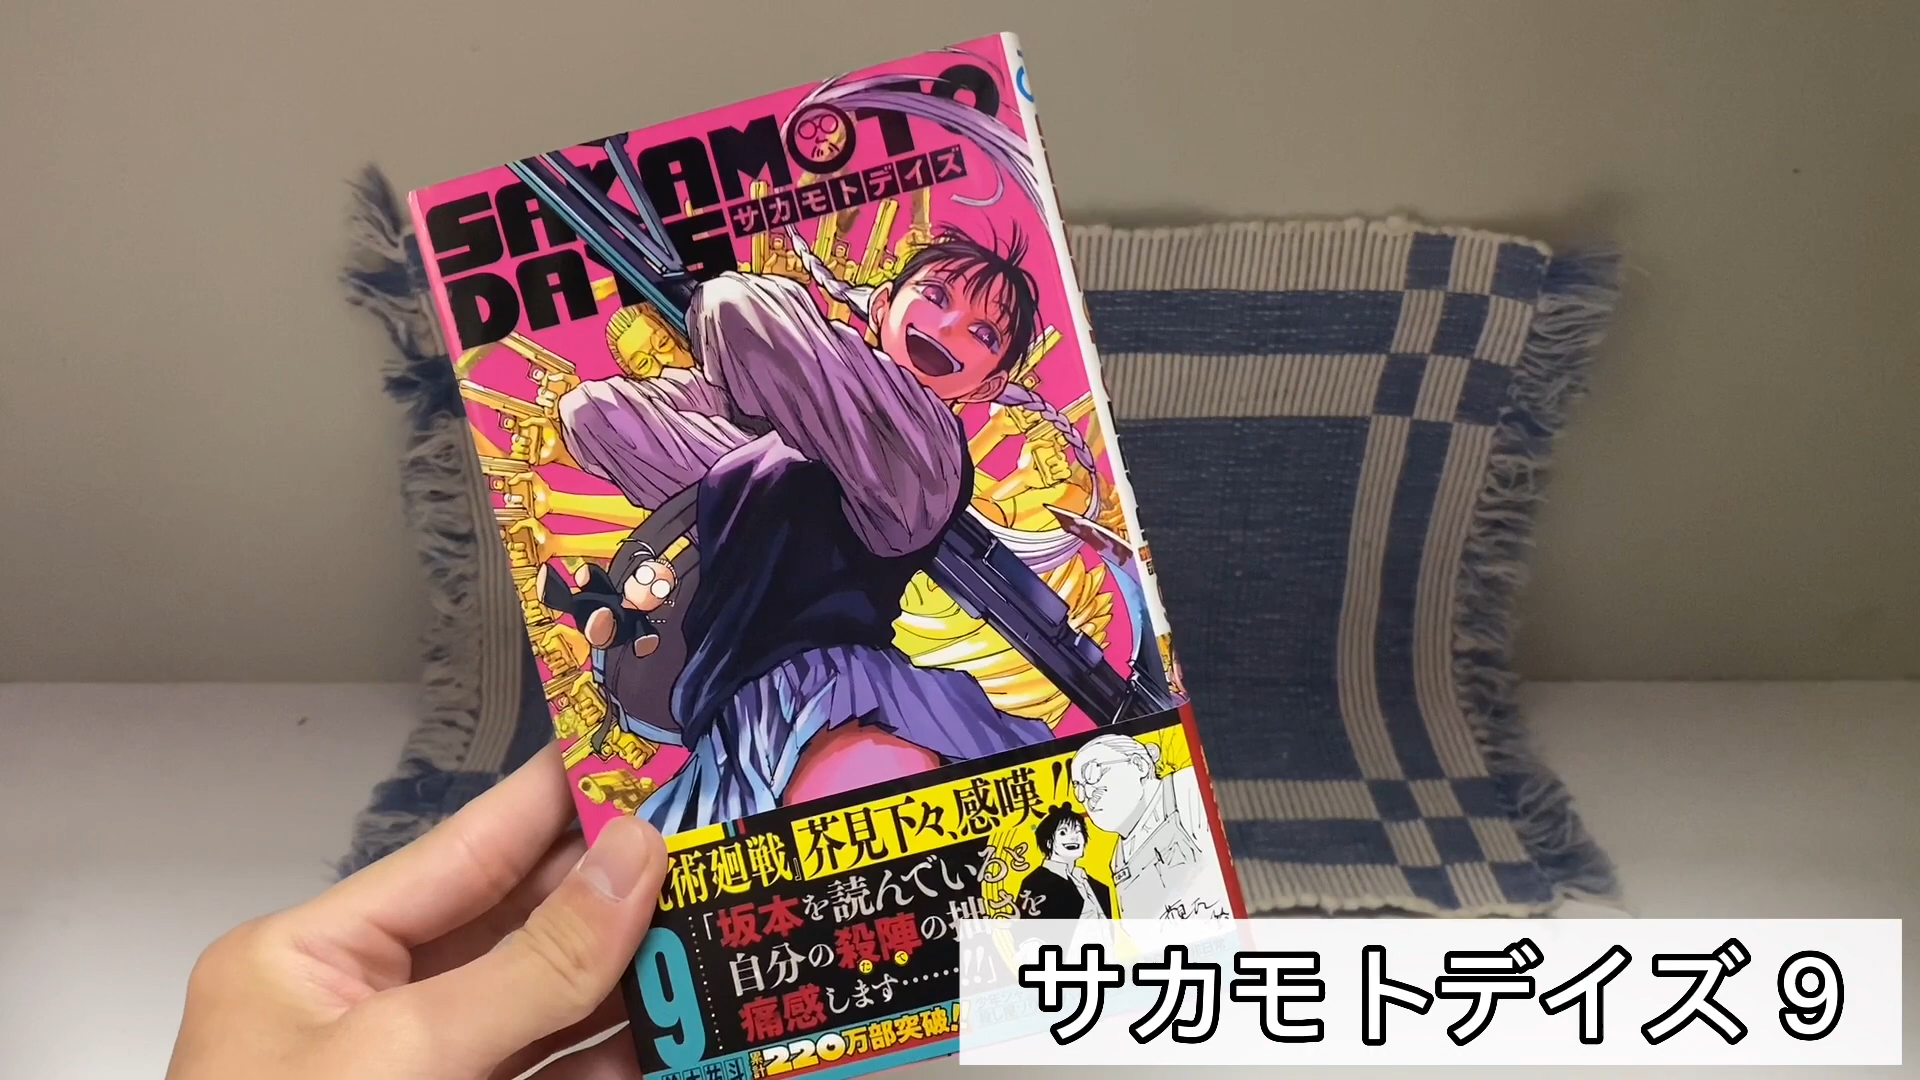 SAKAMOTO
サカモトデイズ
DAYS
術廻戦』芥見下々、感嘆!!
「坂本を読んでいると
自分の殺陣の拙さを
たて
痛感します……!!」
9
累計220万部突破!!
サカモトデイズ 9